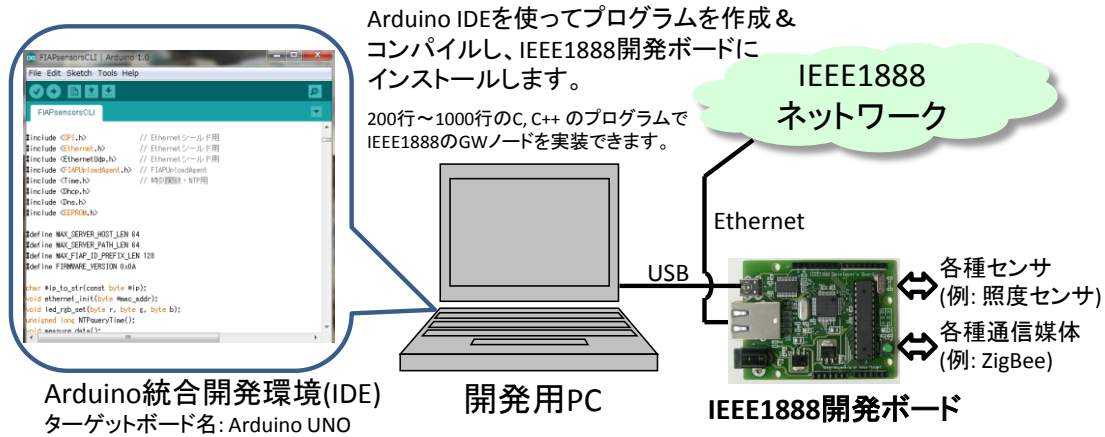 Arduino IDEを使ってプログラムを作成＆
コンパイルし、IEEE1888開発ボードに
インストールします。
200行～1000行のC, C++ のプログラムで
IEEE1888のGWノードを実装できます。
IEEE1888
ネットワーク
FIAPsensorsCLI | Arduino 1.0
File Edit Sketch Tools Help
FIAPsensorsCLI
#include <SPI.h> // Ethernetシールド用
#include <Ethernet.h> // Ethernetシールド用
#include <EthernetUdp.h> // Ethernetシールド用
#include <FIAPUploadAgent.h> // FIAPUploadAgent
#include <Time.h> // 時刻関数・NTP用
#include <Dhcp.h>
#include <Dns.h>
#include <EEPROM.h>
#define MAX_SERVER_HOST_LEN 64
#define MAX_SERVER_PATH_LEN 64
#define MAX_FIAP_ID_PREFIX_LEN 128
#define FIRMWARE_VERSION 0x0A
char *ip_to_str(const byte *ip);
void ethernet_init(byte *mac_addr);
void led_rgb_set(byte r, byte g, byte b);
unsigned long NTPqueryTime();
void measure_data();
Ethernet
USB
各種センサ
(例: 照度センサ)
各種通信媒体
(例: ZigBee)
Arduino統合開発環境(IDE)
ターゲットボード名: Arduino UNO
開発用PC
IEEE1888開発ボード